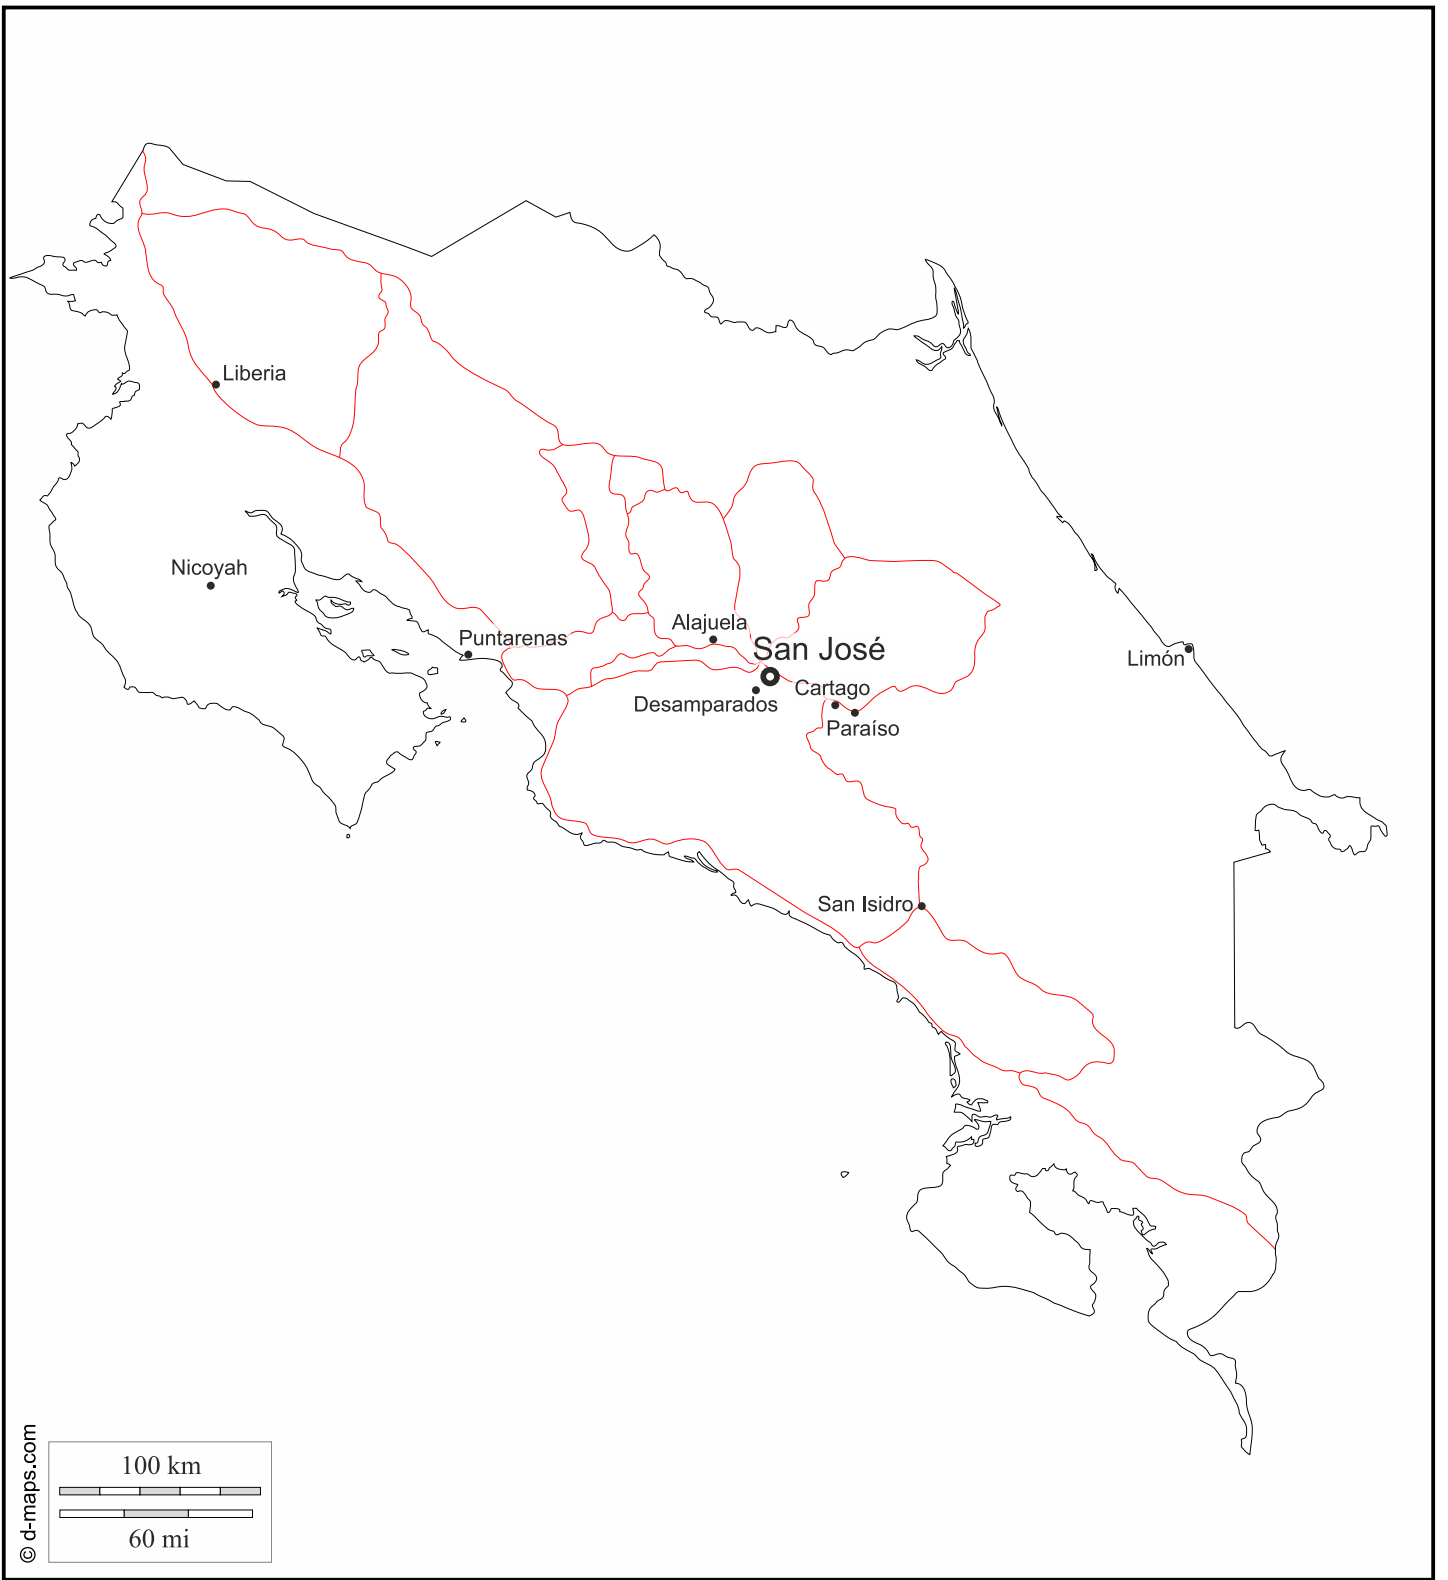 Liberia
Nicoyah
Puntarenas
Alajuela
San José
Desamparados
Cartago
Paraíso
Limón
San Isidro
100 km
60 mi
© d-maps.com